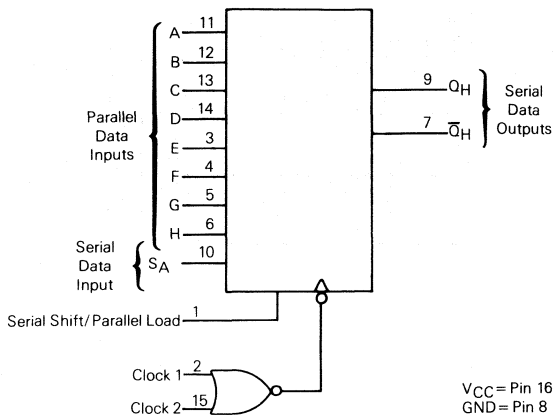 A 11
B 12
C 13
D 14
E 3
F 4
G 5
H 6
Parallel
Data
Inputs
Serial
Data
Input
SA 10
Serial Shift/Parallel Load 1
Clock 1 2
Clock 2 15
9 QH
7 Q̅H
Serial
Data
Outputs
VCC = Pin 16
GND = Pin 8